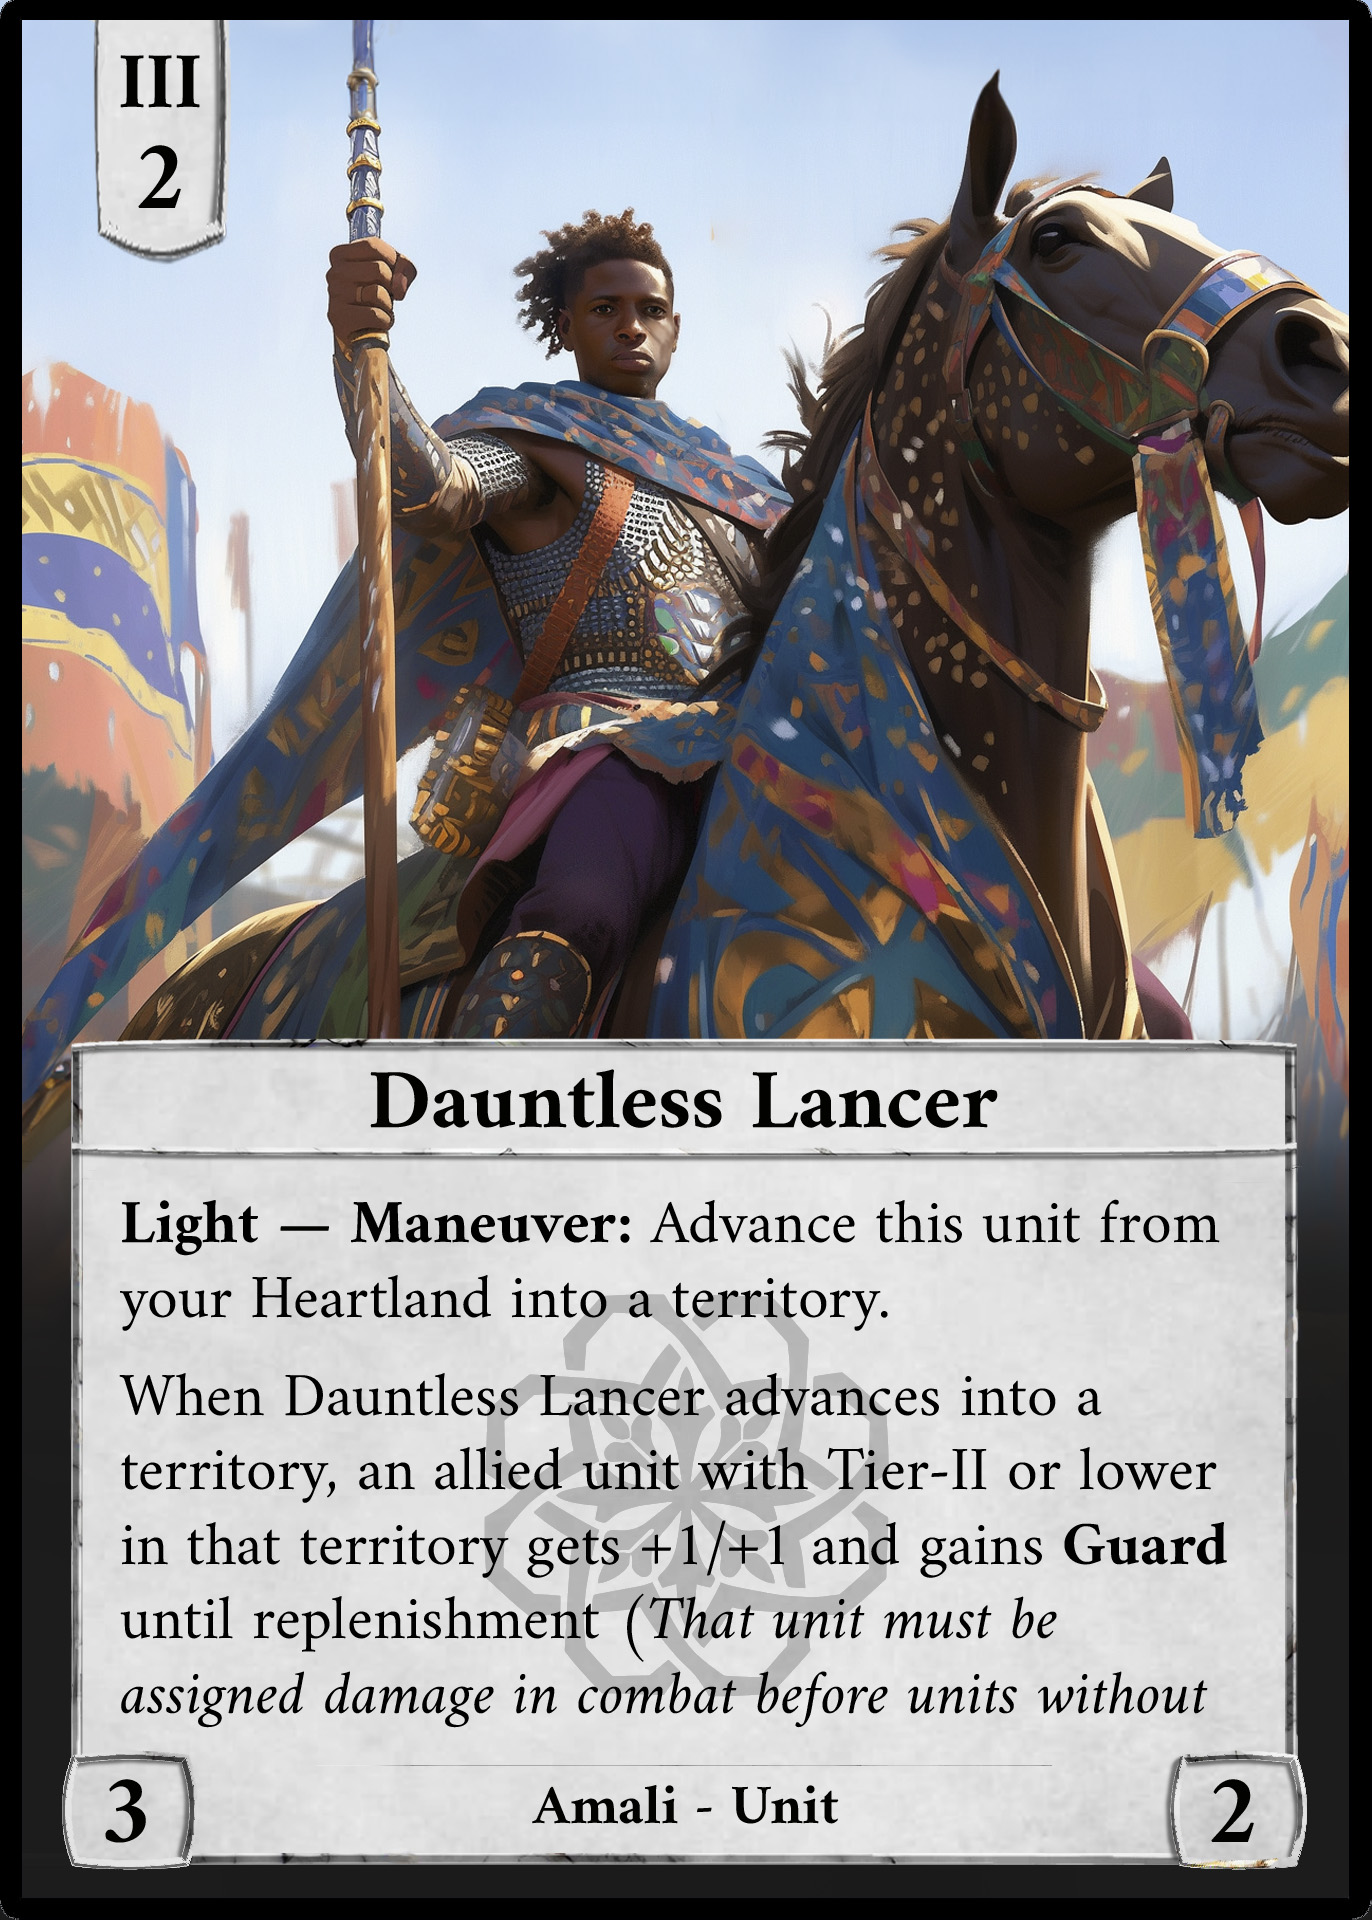 III
2
Dauntless Lancer
Light — Maneuver: Advance this unit from
your Heartland into a territory.
When Dauntless Lancer advances into a
territory, an allied unit with Tier-II or lower
in that territory gets +1/+1 and gains Guard
until replenishment (That unit must be
assigned damage in combat before units without
3
Amali - Unit
2